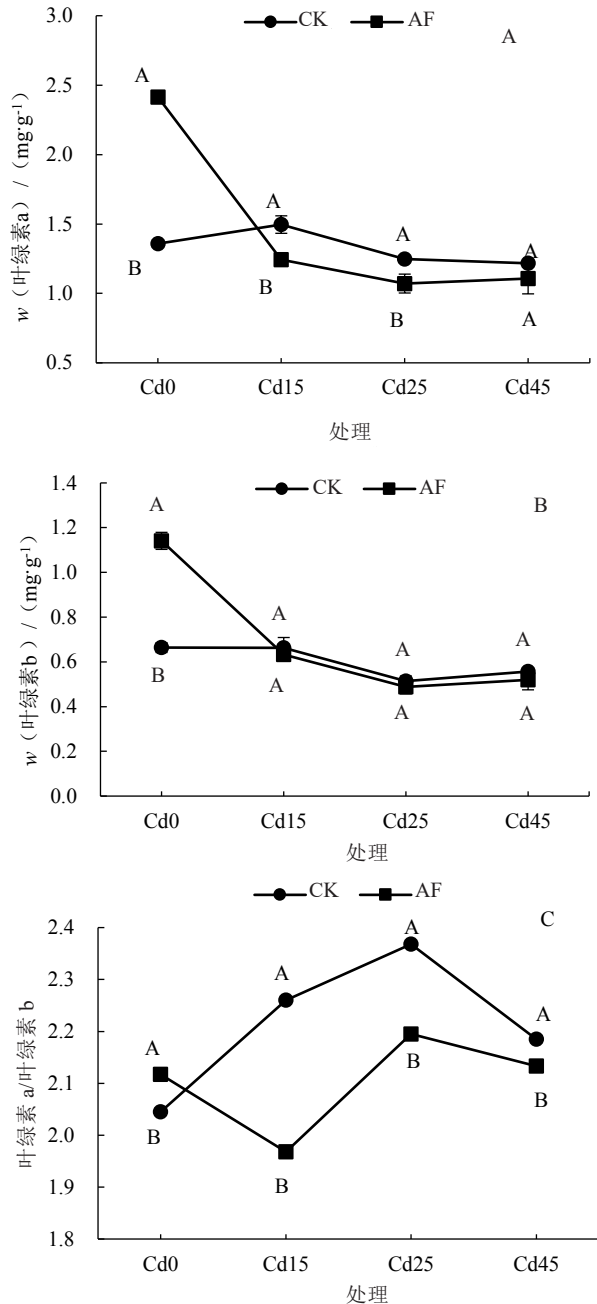 3.0
CK
AF
A
2.5
A
2.0
1.5
A
A
A
B
1.0
B
B
A
0.5
w（叶绿素a）/（mg·g-1）
Cd0
Cd15
Cd25
Cd45
处理
1.4
CK
AF
B
1.2
A
1.0
0.8
A
A
A
0.6
B
A
A
A
0.4
0.2
0.0
w（叶绿素b）/（mg·g-1）
Cd0
Cd15
Cd25
Cd45
处理
CK
AF
C
2.4
A
2.3
A
2.2
A
A
2.1
B
B
B
2.0
1.9
B
1.8
叶绿素 a/叶绿素 b
Cd0
Cd15
Cd25
Cd45
处理